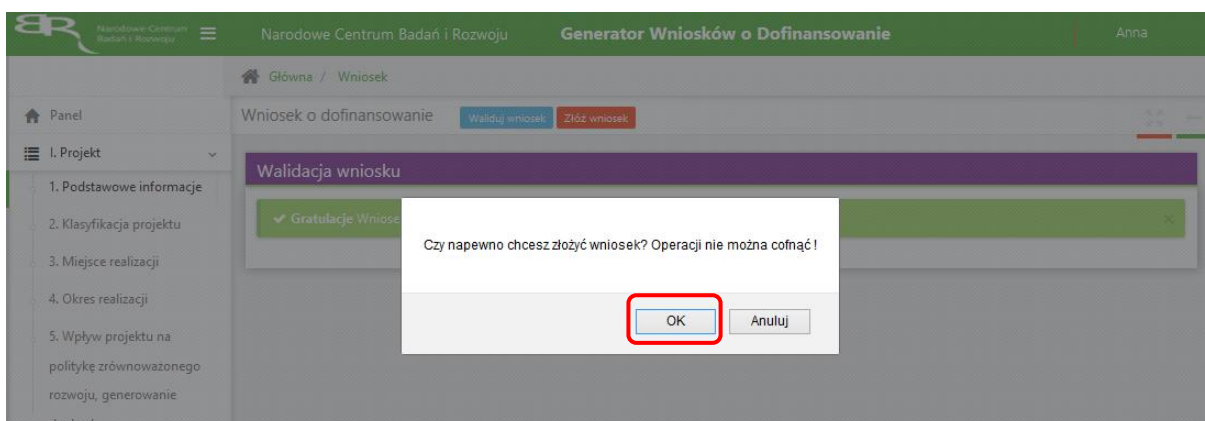 Narodowe Centrum
Badań i Rozwoju
Narodowe Centrum Badań i Rozwoju
Generator Wniosków o Dofinansowanie
Anna
Główna / Wniosek
Panel
Wniosek o dofinansowanie
Waliduj wniosek
Złóż wniosek
I. Projekt
Walidacja wniosku
1. Podstawowe informacje
Gratulacje Wniose
2. Klasyfikacja projektu
Czy napewno chcesz złożyć wniosek? Operacji nie można cofnąć !
3. Miejsce realizacji
4. Okres realizacji
OK
Anuluj
5. Wpływ projektu na
politykę zrównoważonego
rozwoju, generowanie